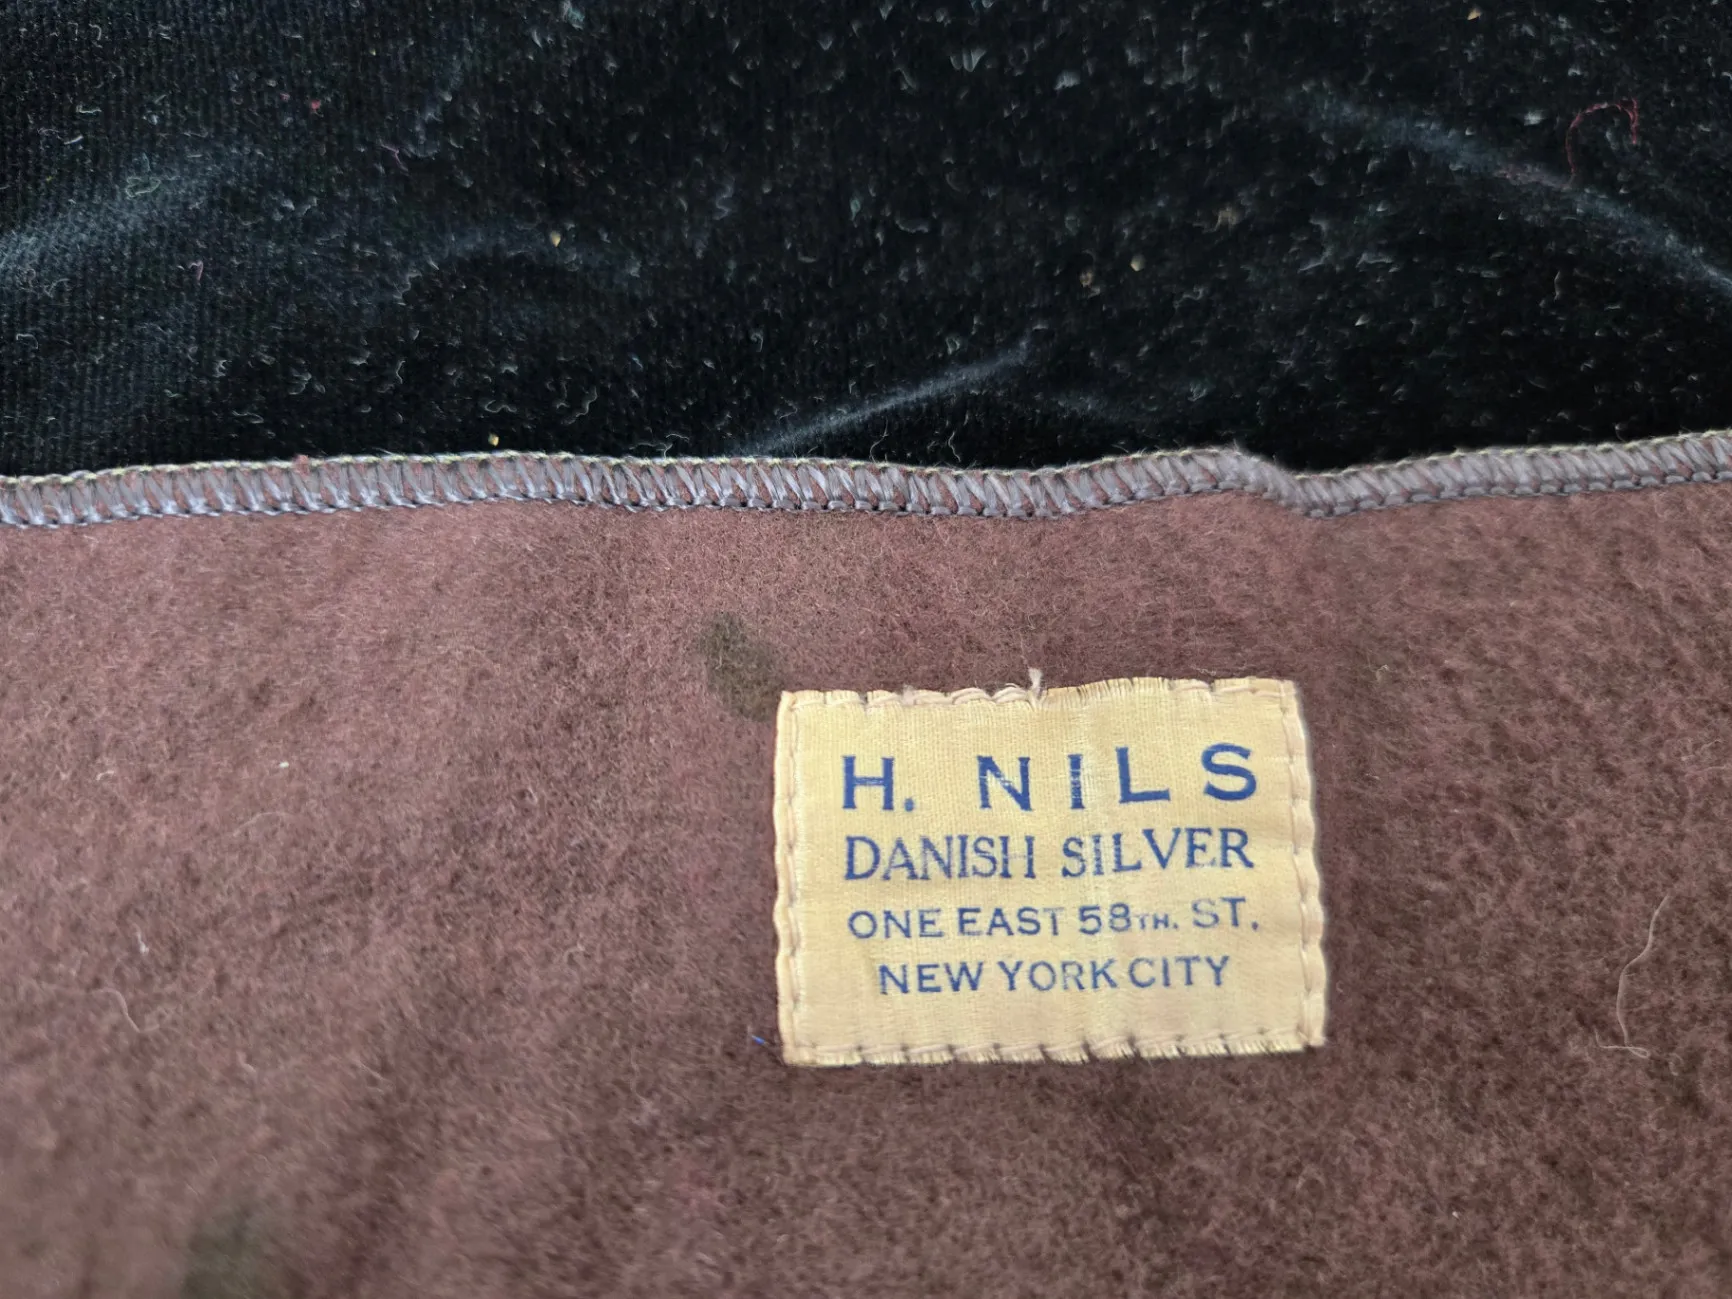 H. NILS
DANISH SILVER
ONE EAST 58TH. ST.
NEW YORK CITY